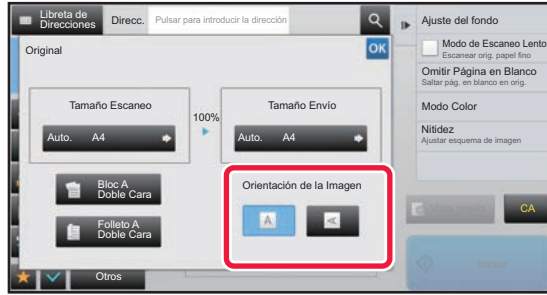 Libreta de
Direcciones
Direcc.
Pulsar para introducir la dirección
Original
OK
Tamaño Escaneo
100%
Tamaño Envío
Auto. A4
Auto. A4
Bloc A
Doble Cara
Folleto A
Doble Cara
Orientación de la Imagen
A
A
Otros
Ajuste del fondo
Modo de Escaneo Lento
Escanear orig. papel fino
Omitir Página en Blanco
Saltar pág. en blanco en orig.
Modo Color
Nitidez
Ajustar esquema de imagen
CA